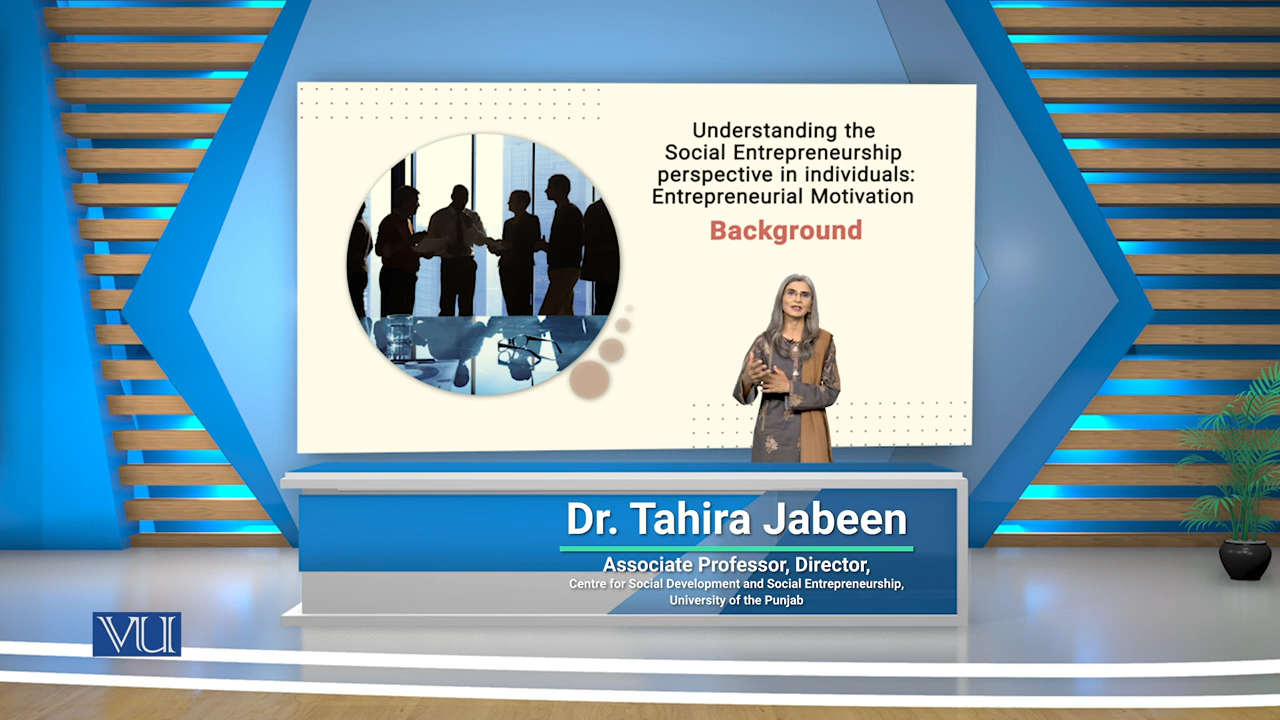 Understanding the
Social Entrepreneurship
perspective in individuals:
Entrepreneurial Motivation
Background
Dr. Tahira Jabeen
Associate Professor, Director,
Centre for Social Development and Social Entrepreneurship,
University of the Punjab
VU